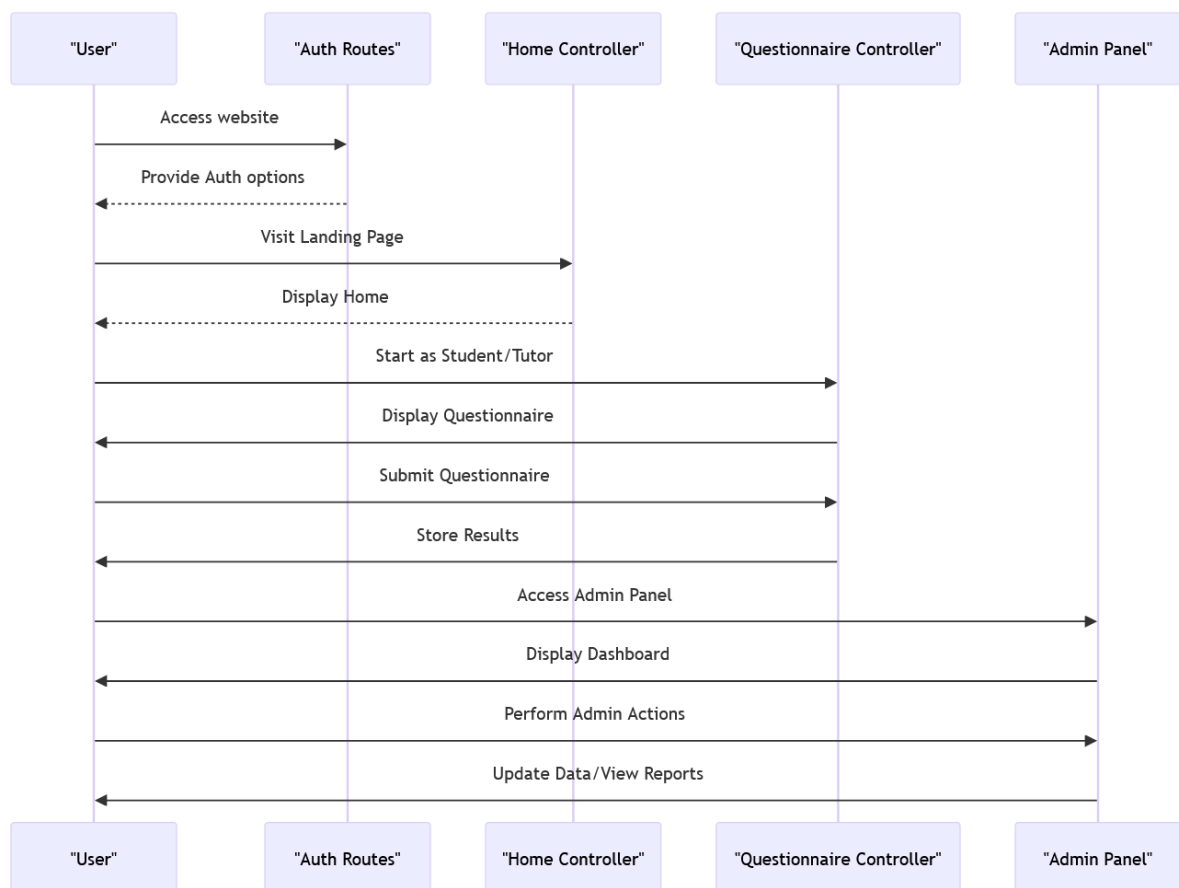 "User" "Auth Routes" "Home Controller" "Questionnaire Controller" "Admin Panel"
Access website
Provide Auth options
Visit Landing Page
Display Home
Start as Student/Tutor
Display Questionnaire
Submit Questionnaire
Store Results
Access Admin Panel
Display Dashboard
Perform Admin Actions
Update Data/View Reports
"User" "Auth Routes" "Home Controller" "Questionnaire Controller" "Admin Panel"